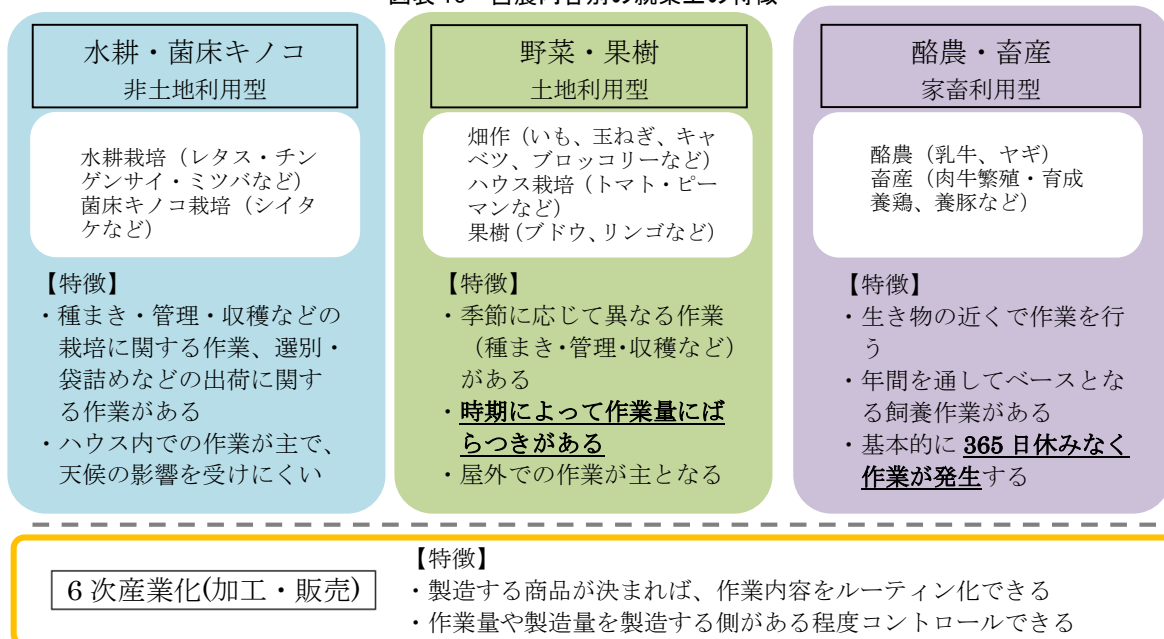 内容別の就業上の特徴
水耕・菌床キノコ
非土地利用型
水耕栽培（レタス・チン
ゲンサイ・ミツバなど）
菌床キノコ栽培（シイタ
ケなど）
【特徴】
・種まき・管理・収穫などの
栽培に関する作業、選別・
袋詰めなどの出荷に関す
る作業がある
・ハウス内での作業が主で、
天候の影響を受けにくい
野菜・果樹
土地利用型
畑作（いも、玉ねぎ、キャ
ベツ、ブロッコリーなど）
ハウス栽培（トマト・ピー
マンなど）
果樹（ブドウ、リンゴなど）
【特徴】
・季節に応じて異なる作業
（種まき・管理・収穫など）
がある
・時期によって作業量にば
らつきがある
・屋外での作業が主となる
酪農・畜産
家畜利用型
酪農（乳牛、ヤギ）
畜産（肉牛繁殖・育成
養鶏、養豚など）
【特徴】
・生き物の近くで作業を行
う
・年間を通してベースとな
る飼養作業がある
・基本的に 365 日休みなく
作業が発生する
6 次産業化(加工・販売)
【特徴】
・製造する商品が決まれば、作業内容をルーティン化できる
・作業量や製造量を製造する側がある程度コントロールできる